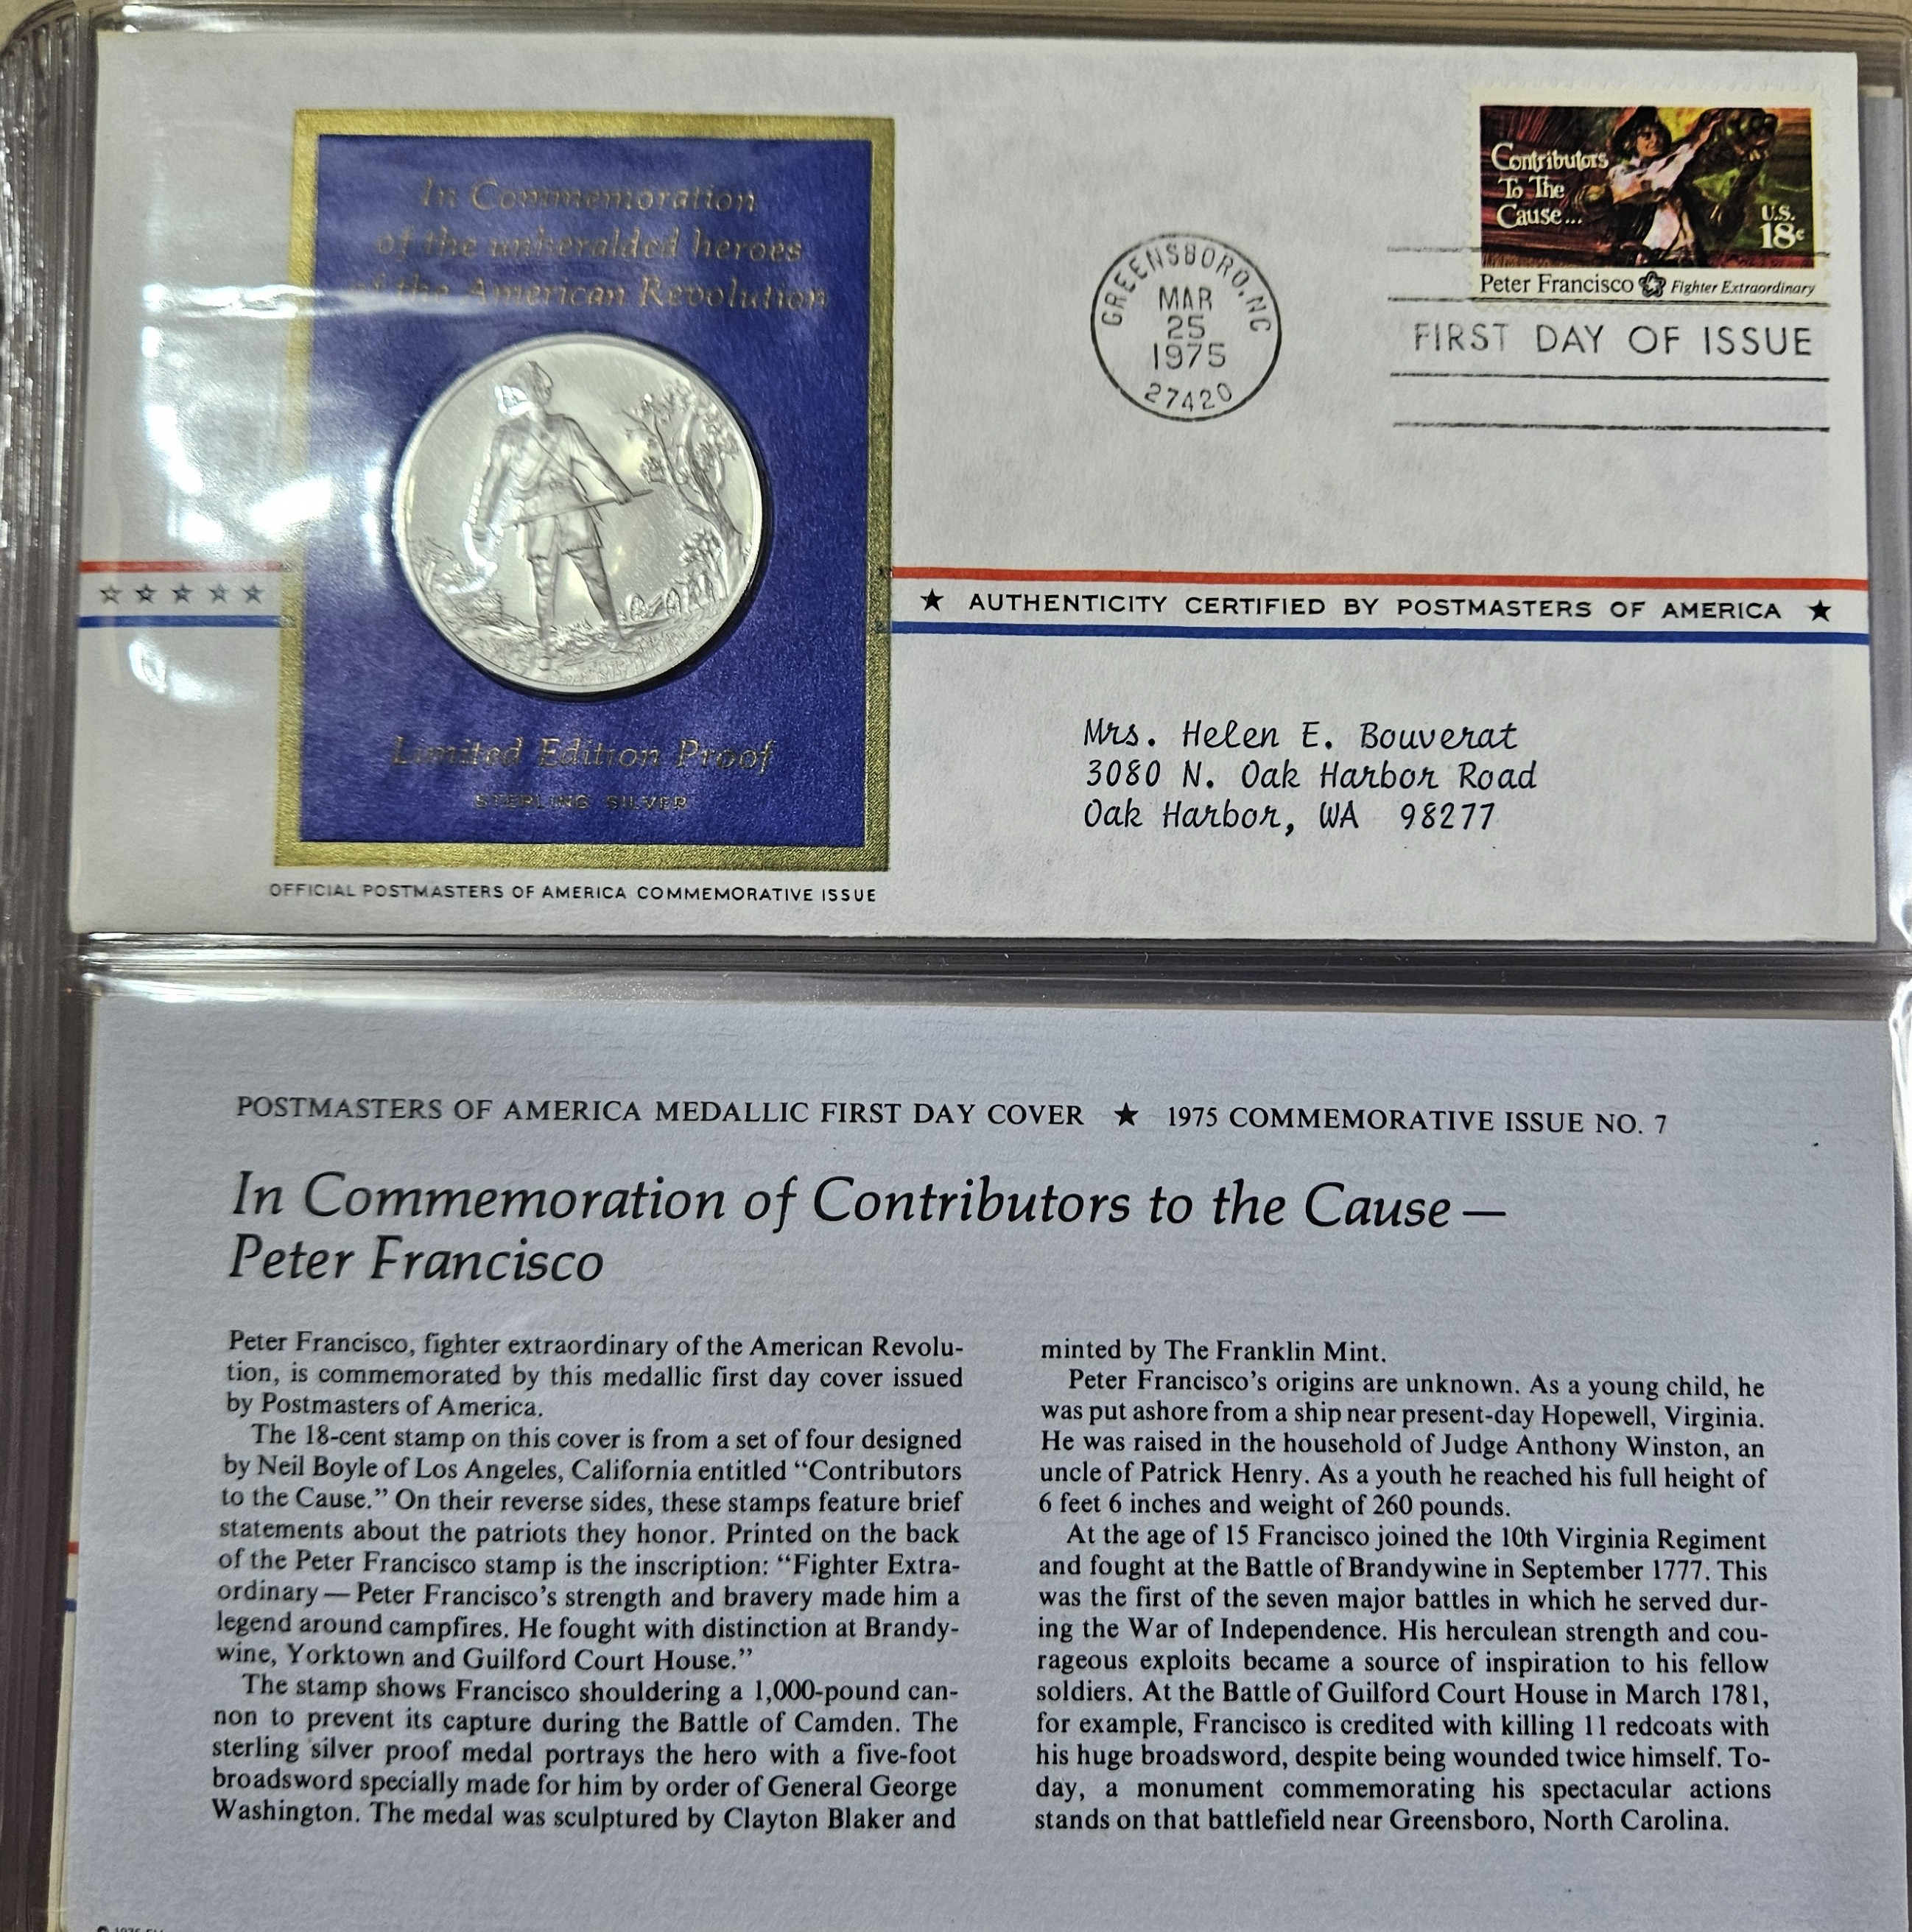 In Commemoration
of the unheralded heroes
of the American Revolution
Limited Edition Proof
STERLING SILVER
OFFICIAL POSTMASTERS OF AMERICA COMMEMORATIVE ISSUE
GREENSBORO, NC
MAR
25
1975
27420
Contributors
To The
Cause...
U.S.
18c
Peter Francisco Fighter Extraordinary
FIRST DAY OF ISSUE
★ AUTHENTICITY CERTIFIED BY POSTMASTERS OF AMERICA ★
Mrs. Helen E. Bouverat
3080 N. Oak Harbor Road
Oak Harbor, WA 98277
POSTMASTERS OF AMERICA MEDALLIC FIRST DAY COVER ★ 1975 COMMEMORATIVE ISSUE NO. 7
In Commemoration of Contributors to the Cause —
Peter Francisco
Peter Francisco, fighter extraordinary of the American Revolu-
tion, is commemorated by this medallic first day cover issued
by Postmasters of America.
The 18-cent stamp on this cover is from a set of four designed
by Neil Boyle of Los Angeles, California entitled “Contributors
to the Cause.” On their reverse sides, these stamps feature brief
statements about the patriots they honor. Printed on the back
of the Peter Francisco stamp is the inscription: “Fighter Extra-
ordinary — Peter Francisco’s strength and bravery made him a
legend around campfires. He fought with distinction at Brandy-
wine, Yorktown and Guilford Court House.”
The stamp shows Francisco shouldering a 1,000-pound can-
non to prevent its capture during the Battle of Camden. The
sterling silver proof medal portrays the hero with a five-foot
broadsword specially made for him by order of General George
Washington. The medal was sculptured by Clayton Blaker and
minted by The Franklin Mint.
Peter Francisco’s origins are unknown. As a young child, he
was put ashore from a ship near present-day Hopewell, Virginia.
He was raised in the household of Judge Anthony Winston, an
uncle of Patrick Henry. As a youth he reached his full height of
6 feet 6 inches and weight of 260 pounds.
At the age of 15 Francisco joined the 10th Virginia Regiment
and fought at the Battle of Brandywine in September 1777. This
was the first of the seven major battles in which he served dur-
ing the War of Independence. His herculean strength and cou-
rageous exploits became a source of inspiration to his fellow
soldiers. At the Battle of Guilford Court House in March 1781,
for example, Francisco is credited with killing 11 redcoats with
his huge broadsword, despite being wounded twice himself. To-
day, a monument commemorating his spectacular actions
stands on that battlefield near Greensboro, North Carolina.